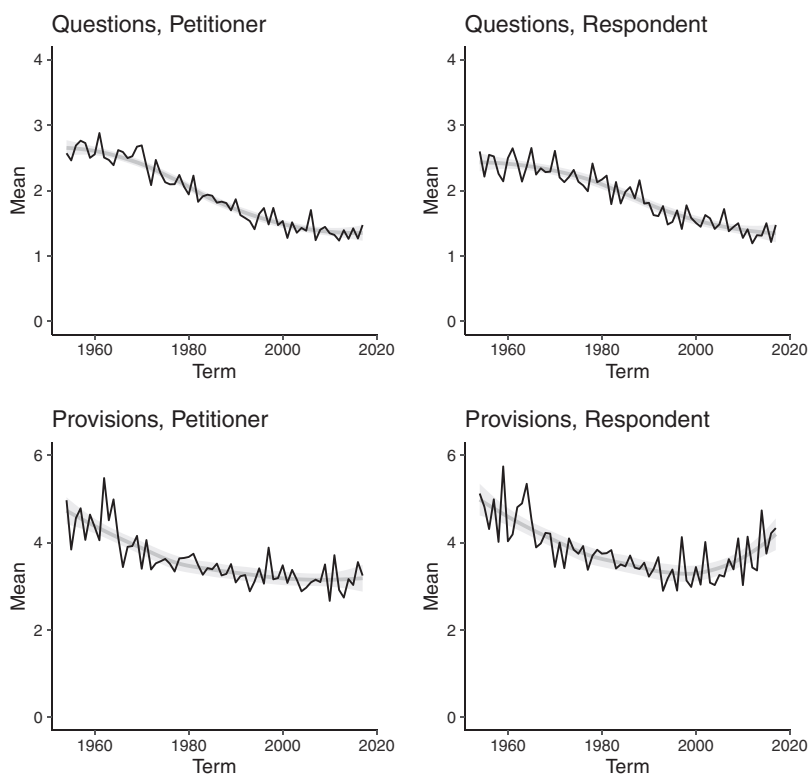 Questions, Petitioner
4
3
2
1
0
Mean
1960 1980 2000 2020
Term
Questions, Respondent
4
3
2
1
0
Mean
1960 1980 2000 2020
Term
Provisions, Petitioner
6
4
2
0
Mean
1960 1980 2000 2020
Term
Provisions, Respondent
6
4
2
0
Mean
1960 1980 2000 2020
Term